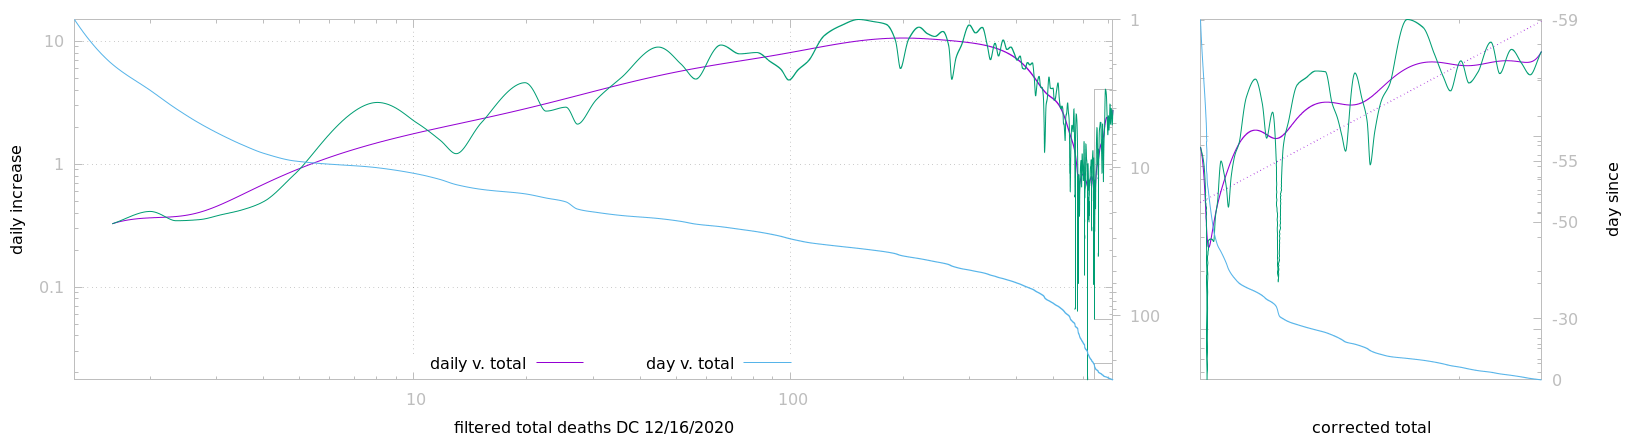 10
1
0.1
daily increase
10
100
filtered total deaths DC 12/16/2020
daily v. total
day v. total
1
10
100
-59
-55
-50
-30
0
day since
corrected total